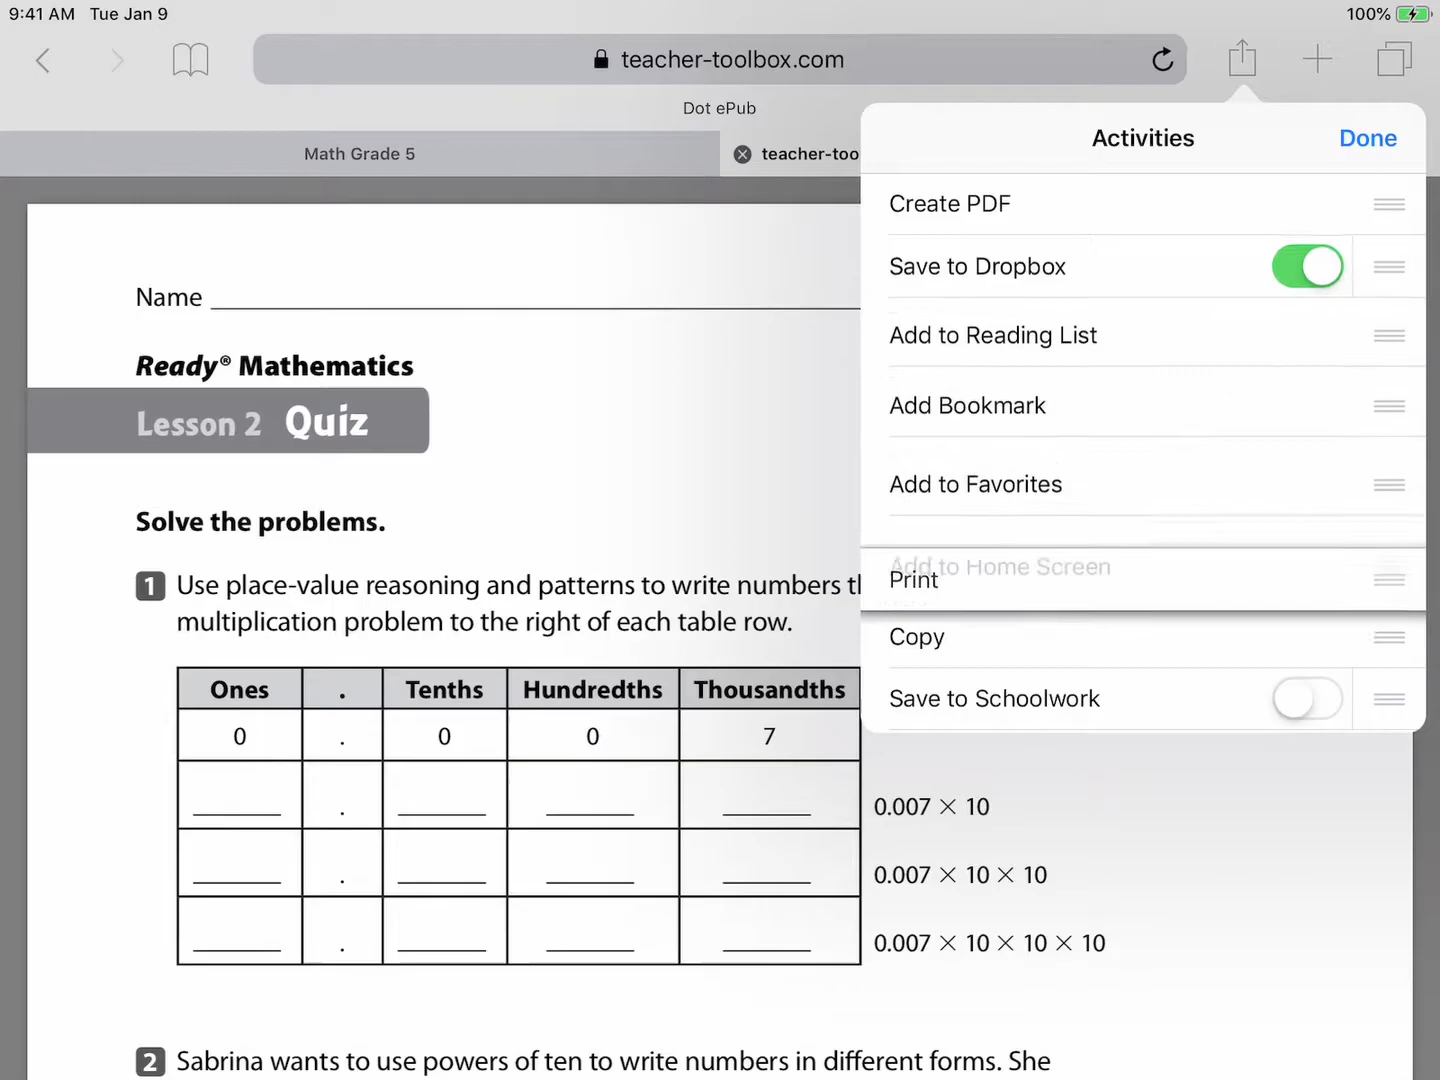 9:41 AM Tue Jan 9
100%
teacher-toolbox.com
Dot ePub
Math Grade 5
teacher-too
Activities
Done
Create PDF
Save to Dropbox
Add to Reading List
Add Bookmark
Add to Favorites
Add to Home Screen
Print
Copy
Save to Schoolwork
Name
Ready® Mathematics
Lesson 2 Quiz
Solve the problems.
1 Use place-value reasoning and patterns to write numbers th
multiplication problem to the right of each table row.
Ones . Tenths Hundredths Thousandths
0 . 0 0 7
. 0.007 × 10
. 0.007 × 10 × 10
. 0.007 × 10 × 10 × 10
2 Sabrina wants to use powers of ten to write numbers in different forms. She